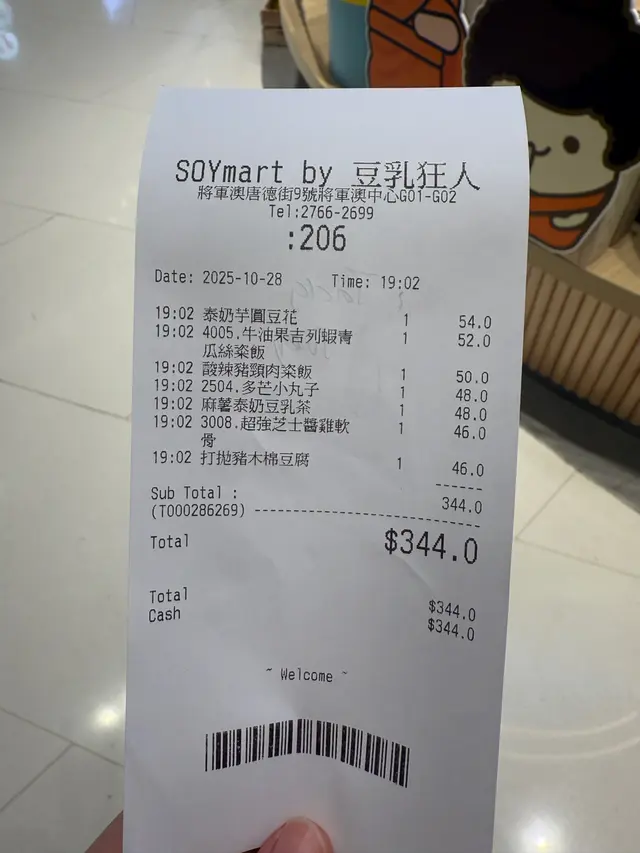 SOYmart by 豆乳狂人
將軍澳唐德街9號將軍澳中心G01-G02
Tel:2766-2699
:206
Date: 2025-10-28 Time: 19:02
19:02 泰奶芋圓豆花 1 54.0
19:02 4005.牛油果吉列蝦青 1 52.0
瓜絲粢飯
19:02 酸辣豬頸肉粢飯 1 50.0
19:02 2504.多芒小丸子 1 48.0
19:02 麻薯泰奶豆乳茶 1 48.0
19:02 3008.超強芝士醬雞軟 1 46.0
骨
19:02 打拋豬木棉豆腐 1 46.0
Sub Total : 344.0
(T000286269)
Total $344.0
Total $344.0
Cash $344.0
~ Welcome ~